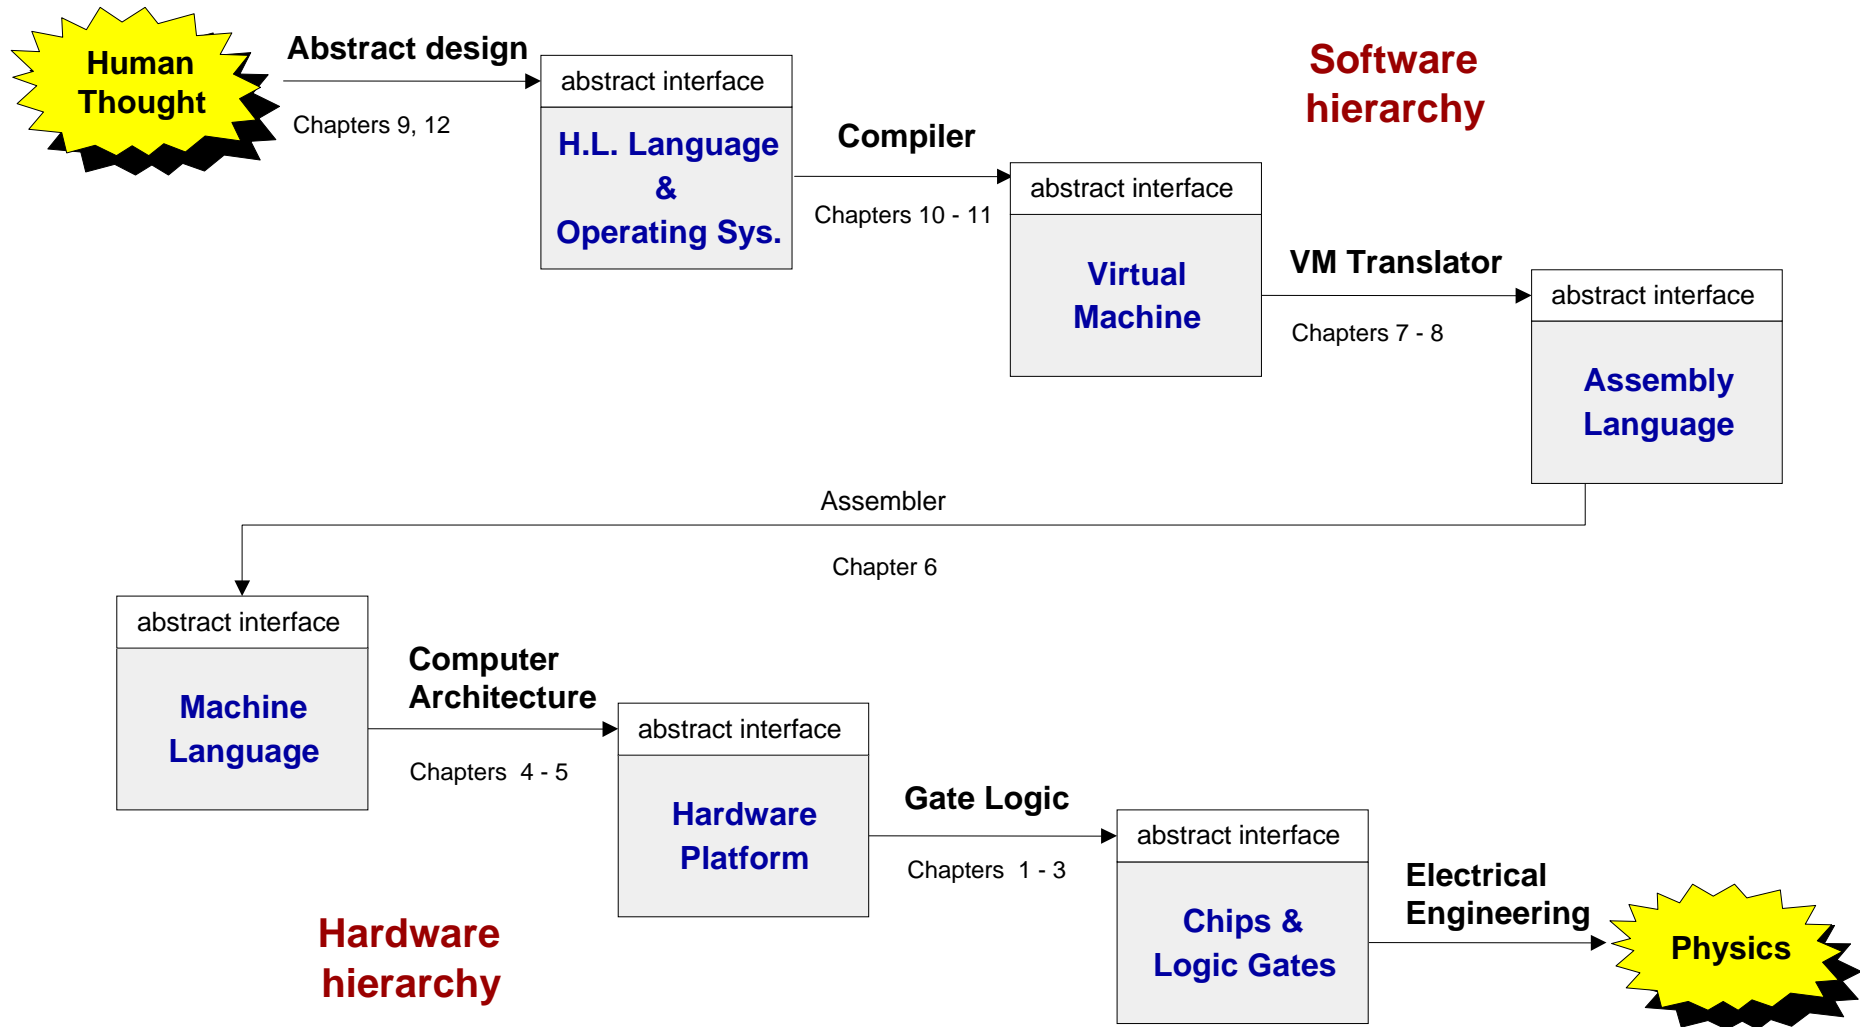 Human
Thought
Abstract design
Chapters 9, 12
abstract interface
H.L. Language
&
Operating Sys.
Software
hierarchy
Compiler
Chapters 10 - 11
abstract interface
Virtual
Machine
VM Translator
Chapters 7 - 8
abstract interface
Assembly
Language
Assembler
Chapter 6
abstract interface
Machine
Language
Computer
Architecture
Chapters 4 - 5
abstract interface
Hardware
Platform
Gate Logic
Chapters 1 - 3
abstract interface
Chips &
Logic Gates
Electrical
Engineering
Physics
Hardware
hierarchy